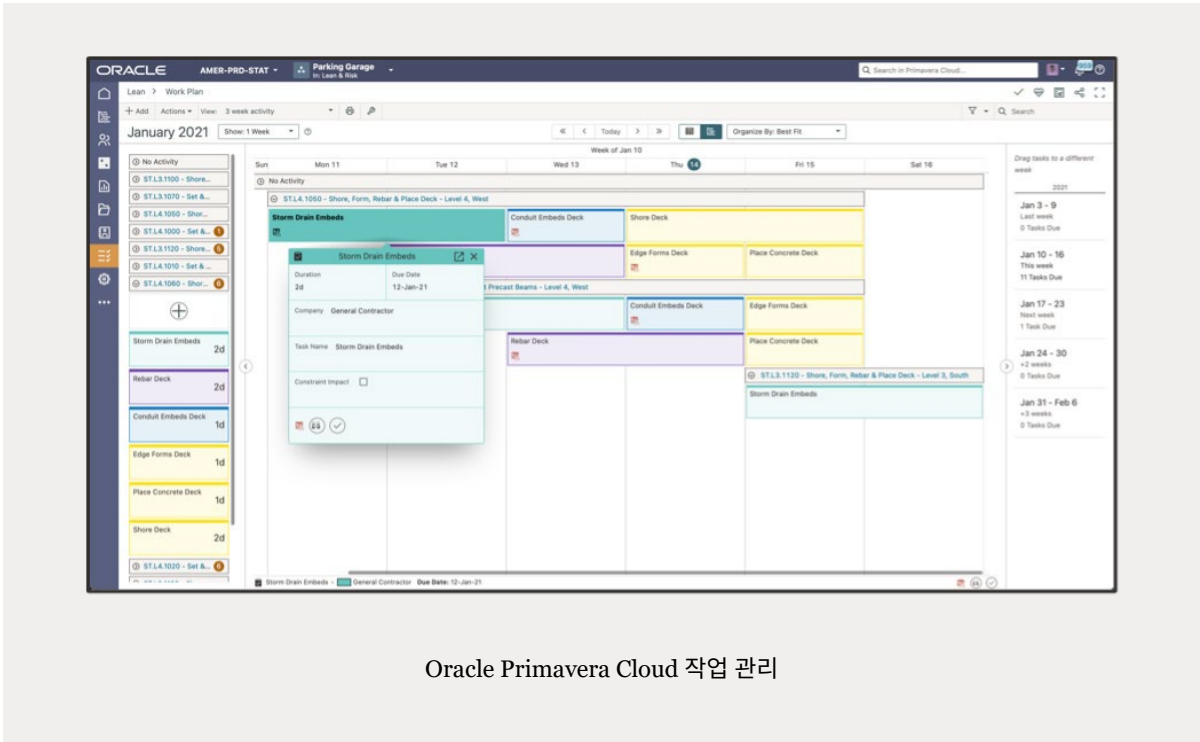 ORACLE AMER-PRD-STAT Parking Garage
In: Lean & Risk
Search in Primavera Cloud...
Lean > Work Plan
+ Add Actions View: 3 week activity
Search
January 2021 Show: 1 Week
Today
Organize By: Best Fit
Week of Jan 10
Sun Mon 11 Tue 12 Wed 13 Thu 14 Fri 15 Sat 16
No Activity
ST.L3.1100 - Shore...
ST.L3.1070 - Set &...
ST.L4.1050 - Shor...
ST.L4.1000 - Set &...
ST.L3.1120 - Shore... 6
ST.L4.1010 - Set & ...
ST.L4.1060 - Shor... 6
Storm Drain Embeds
2d
Rebar Deck
2d
Conduit Embeds Deck
1d
Edge Forms Deck
1d
Place Concrete Deck
1d
Shore Deck
2d
ST.L4.1020 - Set &... 6
No Activity
ST.L4.1050 - Shore, Form, Rebar & Place Deck - Level 4, West
Storm Drain Embeds
Conduit Embeds Deck
Shore Deck
Edge Forms Deck
Place Concrete Deck
Precast Beams - Level 4, West
Conduit Embeds Deck
Edge Forms Deck
Rebar Deck
Place Concrete Deck
ST.L3.1120 - Shore, Form, Rebar & Place Deck - Level 3, South
Storm Drain Embeds
Storm Drain Embeds
Duration
2d
Due Date
12-Jan-21
Company General Contractor
Task Name Storm Drain Embeds
Constraint Impact
Storm Drain Embeds - General Contractor Due Date: 12-Jan-21
Drag tasks to a different
week
2021
Jan 3 - 9
Last week
0 Tasks Due
Jan 10 - 16
This week
11 Tasks Due
Jan 17 - 23
Next week
1 Task Due
Jan 24 - 30
+2 weeks
0 Tasks Due
Jan 31 - Feb 6
+3 weeks
0 Tasks Due
Oracle Primavera Cloud 작업 관리